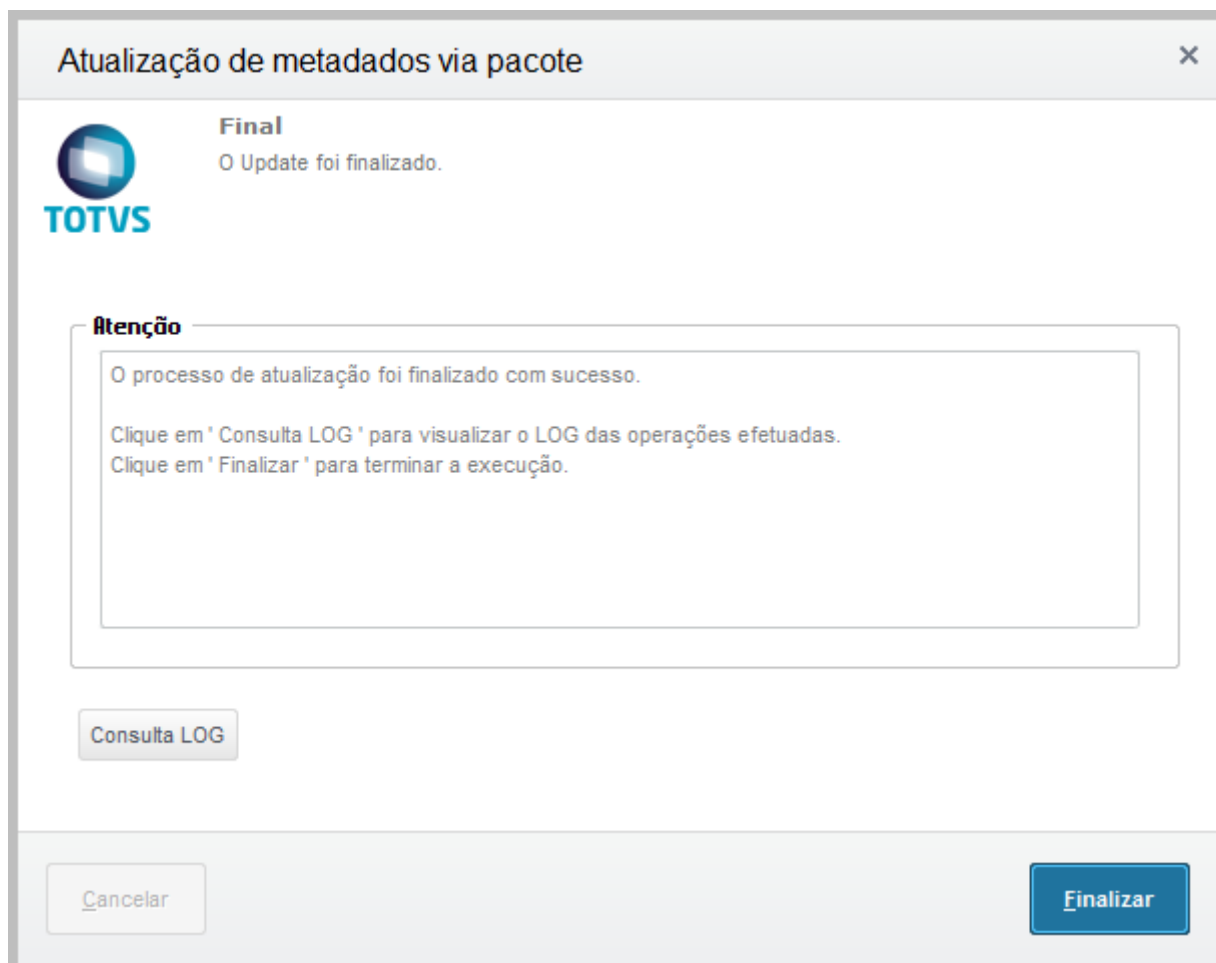 Atualização de metadados via pacote
×
Final
O Update foi finalizado.
TOTVS
Atenção
O processo de atualização foi finalizado com sucesso.
Clique em ' Consulta LOG ' para visualizar o LOG das operações efetuadas.
Clique em ' Finalizar ' para terminar a execução.
Consulta LOG
Cancelar
Finalizar